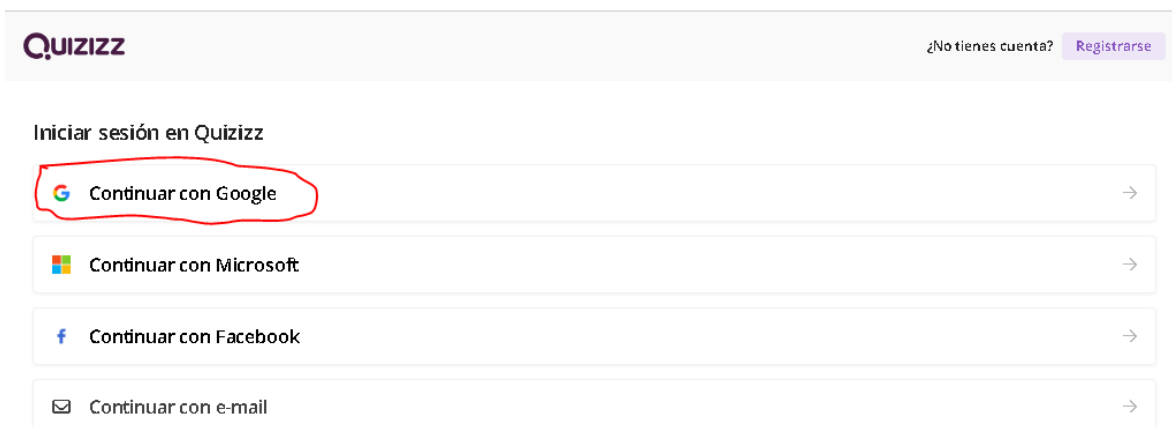 Quizizz
¿No tienes cuenta? Registrarse
Iniciar sesión en Quizizz
Continuar con Google
Continuar con Microsoft
Continuar con Facebook
Continuar con e-mail